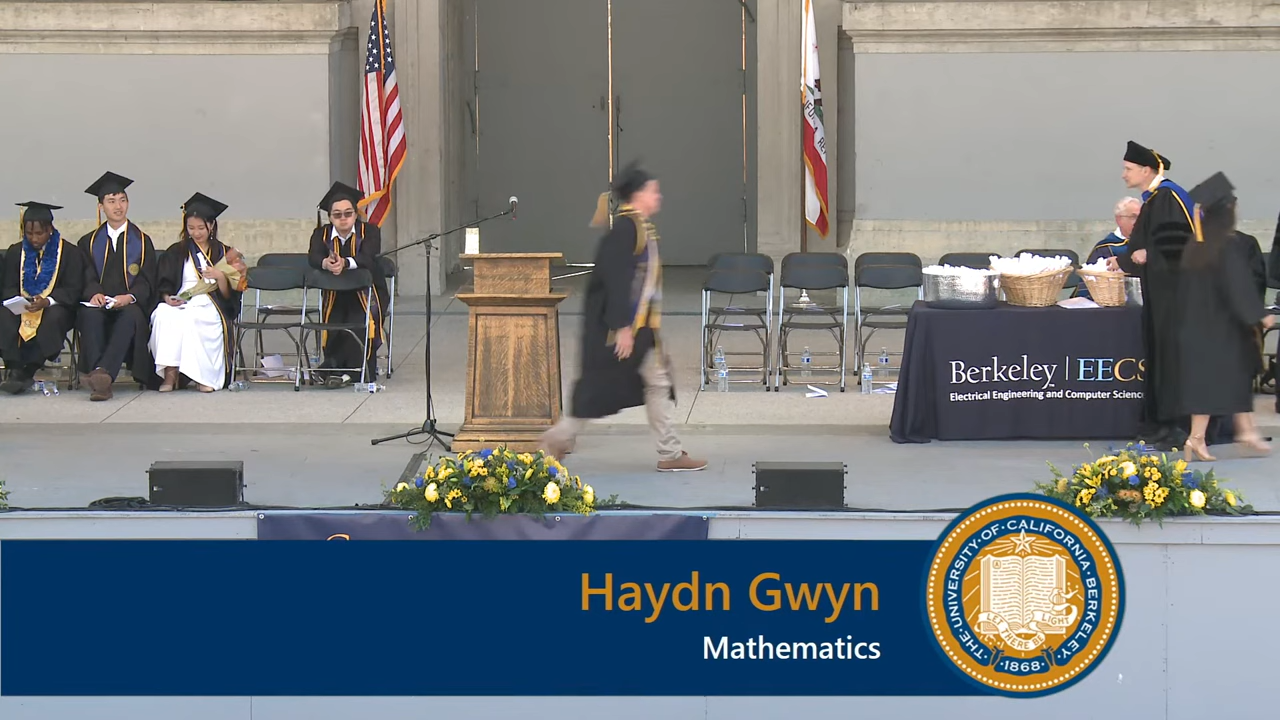 Berkeley | EECS
Electrical Engineering and Computer Science
Haydn Gwyn
Mathematics
THE·UNIVERSITY·OF·CALIFORNIA·BERKELEY
LET THERE BE LIGHT
·1868·